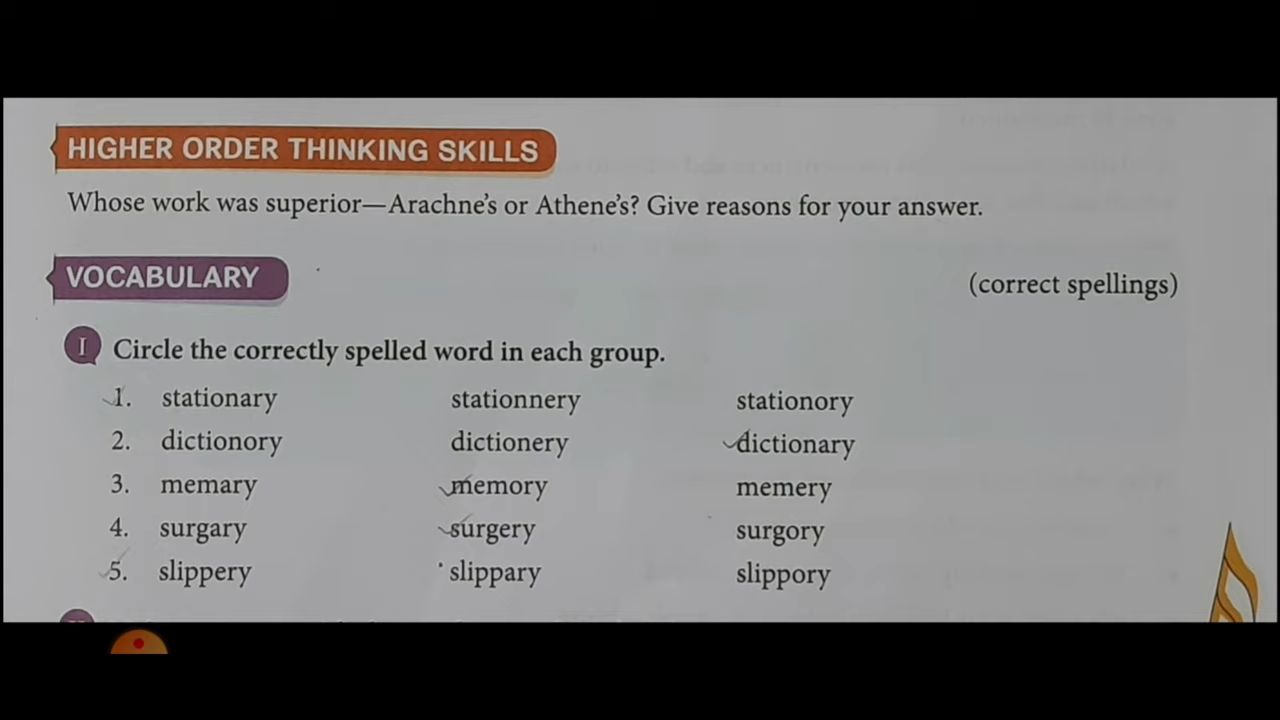 HIGHER ORDER THINKING SKILLS
Whose work was superior—Arachne's or Athene's? Give reasons for your answer.
VOCABULARY (correct spellings)
I Circle the correctly spelled word in each group.
1. stationary stationnery stationory
2. dictionory dictionery dictionary
3. memary memory memery
4. surgary surgery surgory
5. slippery slippary slippory